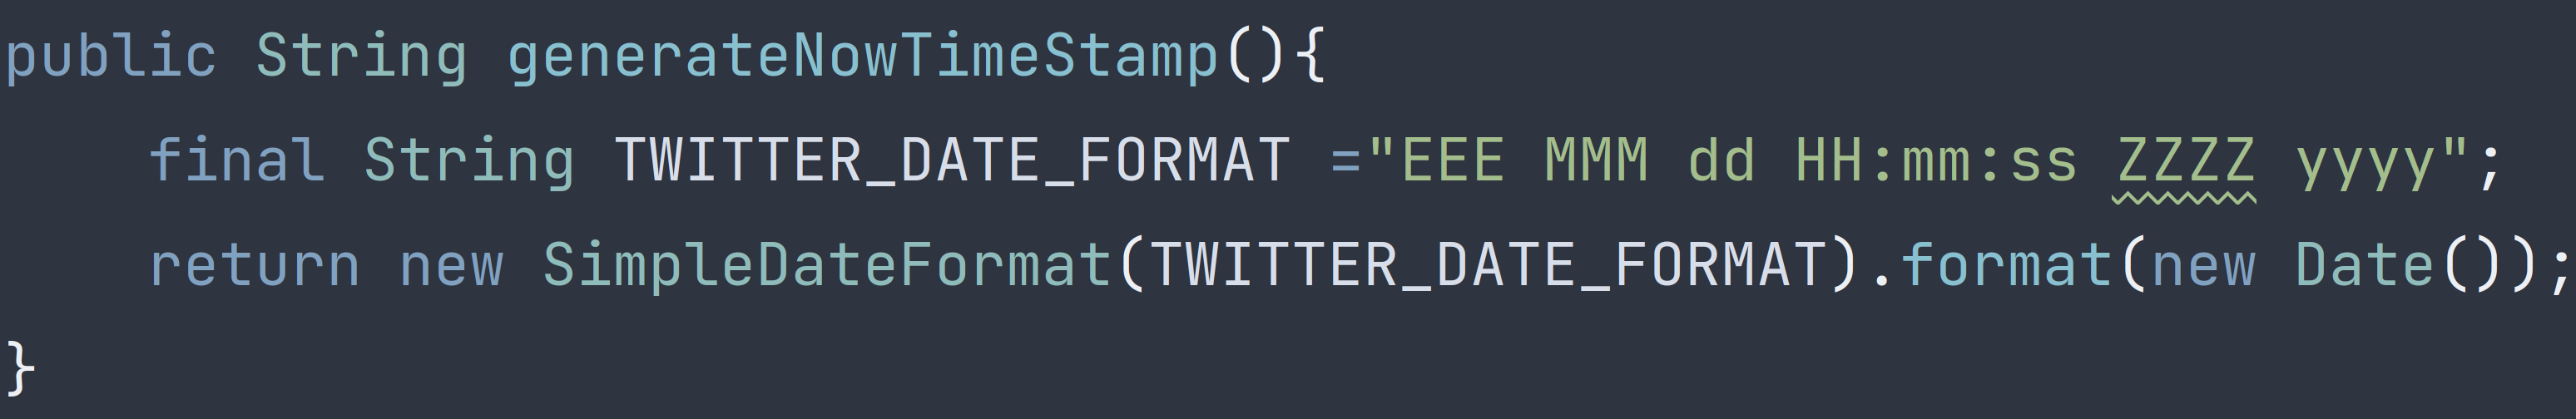 public String generateNowTimeStamp(){
    final String TWITTER_DATE_FORMAT ="EEE MMM dd HH:mm:ss ZZZZ yyyy";
    return new SimpleDateFormat(TWITTER_DATE_FORMAT).format(new Date());
}